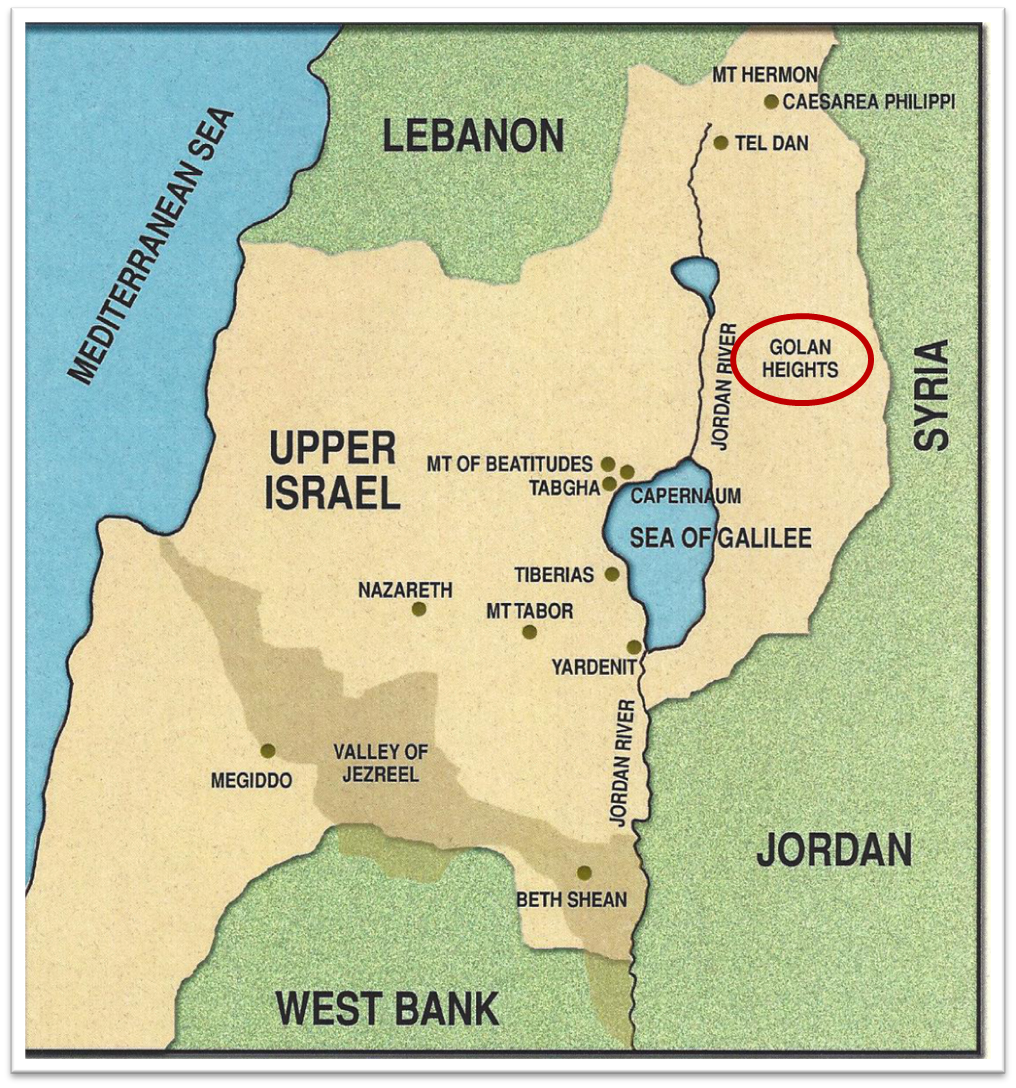 MT HERMON
CAESAREA PHILIPPI
LEBANON
TEL DAN
MEDITERRANEAN SEA
JORDAN RIVER
GOLAN
HEIGHTS
SYRIA
UPPER
ISRAEL
MT OF BEATITUDES
TABGHA
CAPERNAUM
SEA OF GALILEE
TIBERIAS
NAZARETH
MT TABOR
YARDENIT
JORDAN RIVER
VALLEY OF
JEZREEL
MEGIDDO
JORDAN
BETH SHEAN
WEST BANK